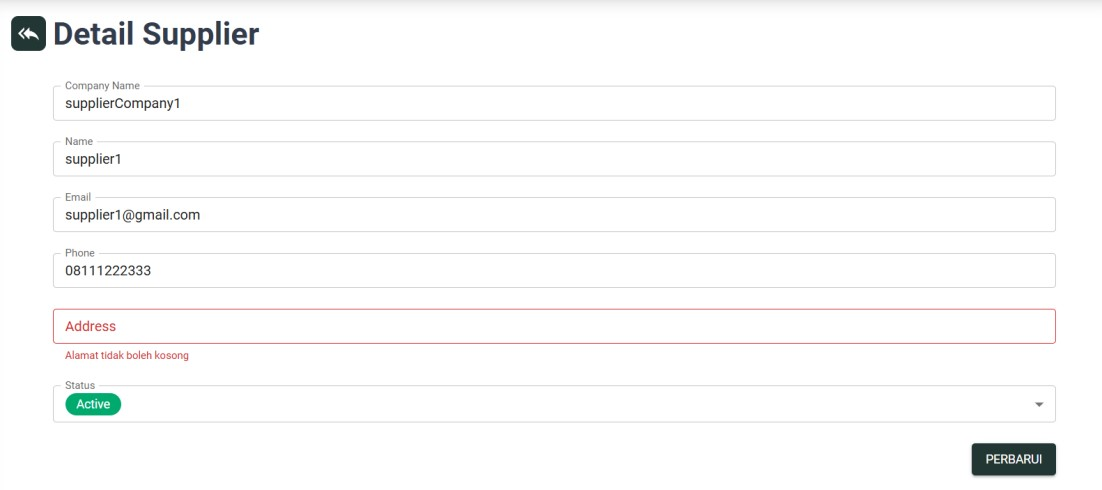 Detail Supplier
Company Name
supplierCompany1
Name
supplier1
Email
supplier1@gmail.com
Phone
08111222333
Address
Alamat tidak boleh kosong
Status
Active
PERBARUI